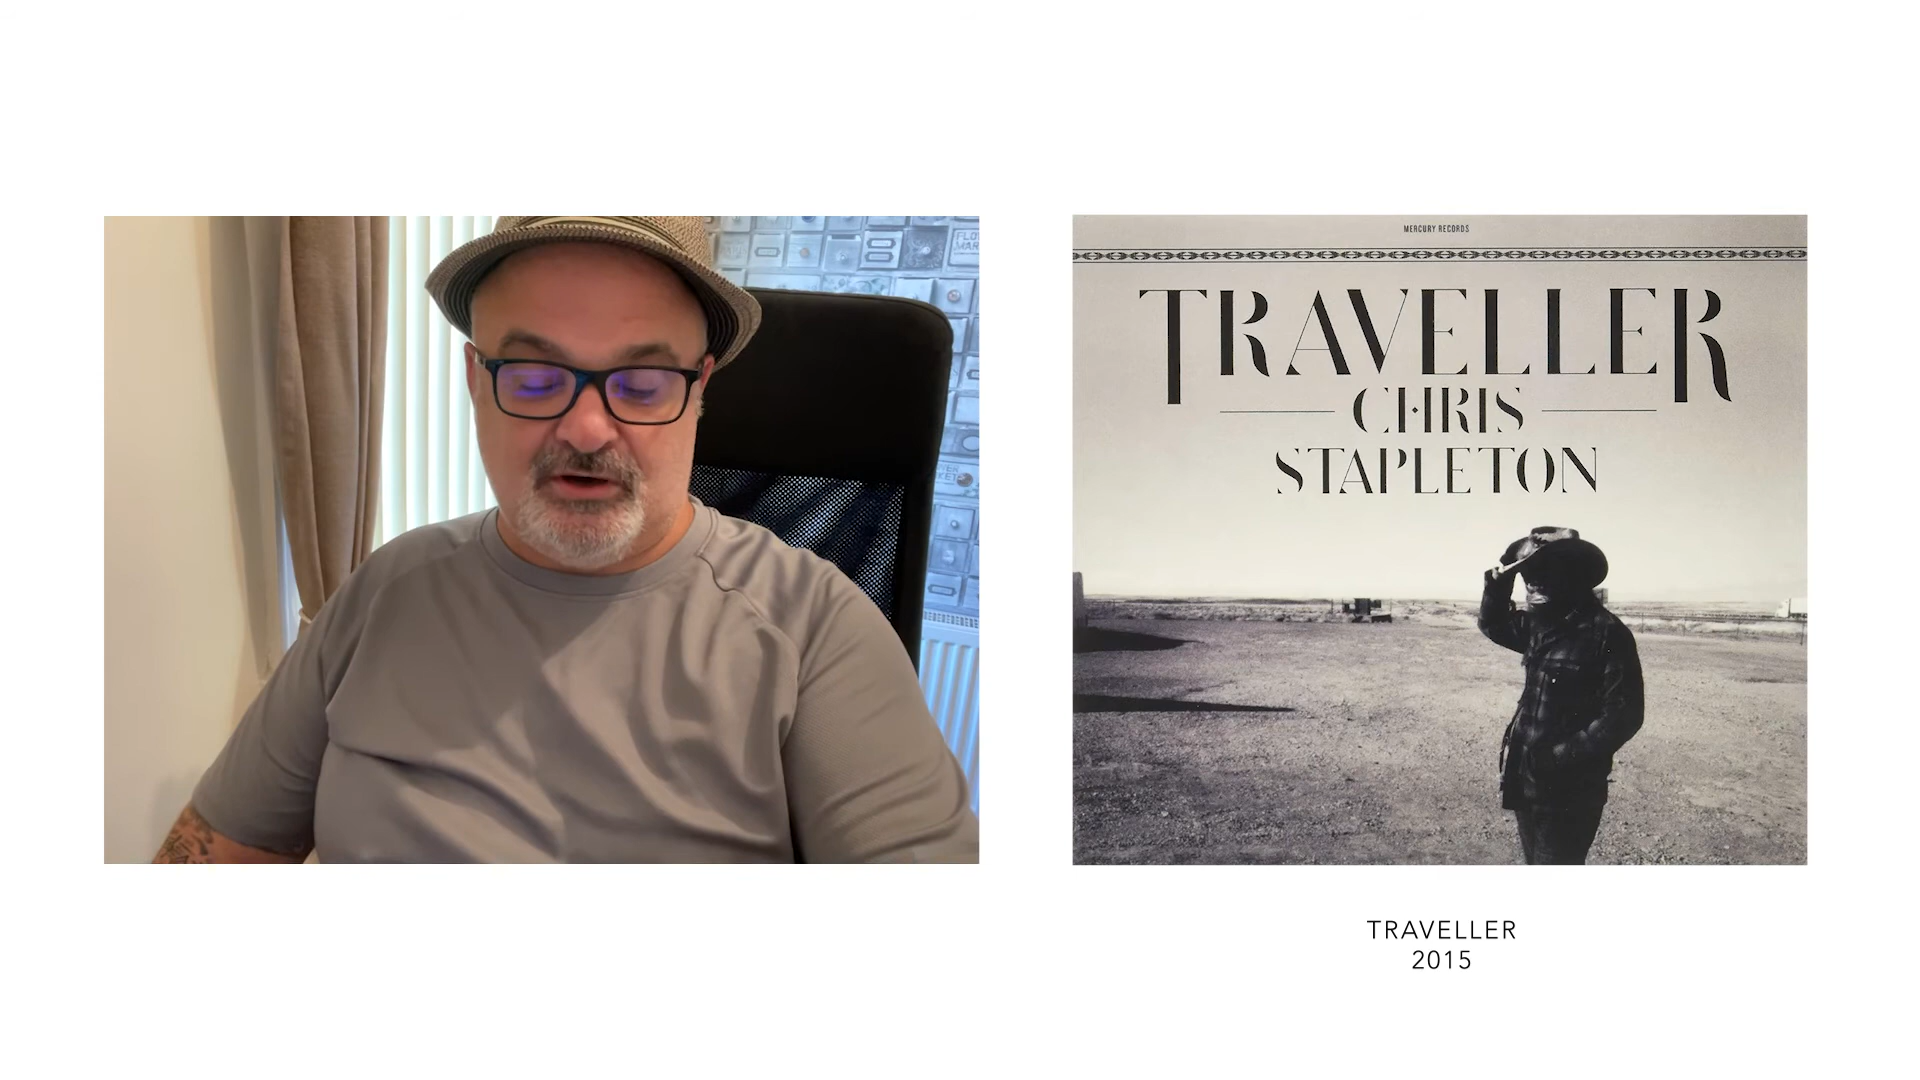 MERCURY RECORDS
TRAVELLER
CHRIS
STAPLETON
TRAVELLER
2015